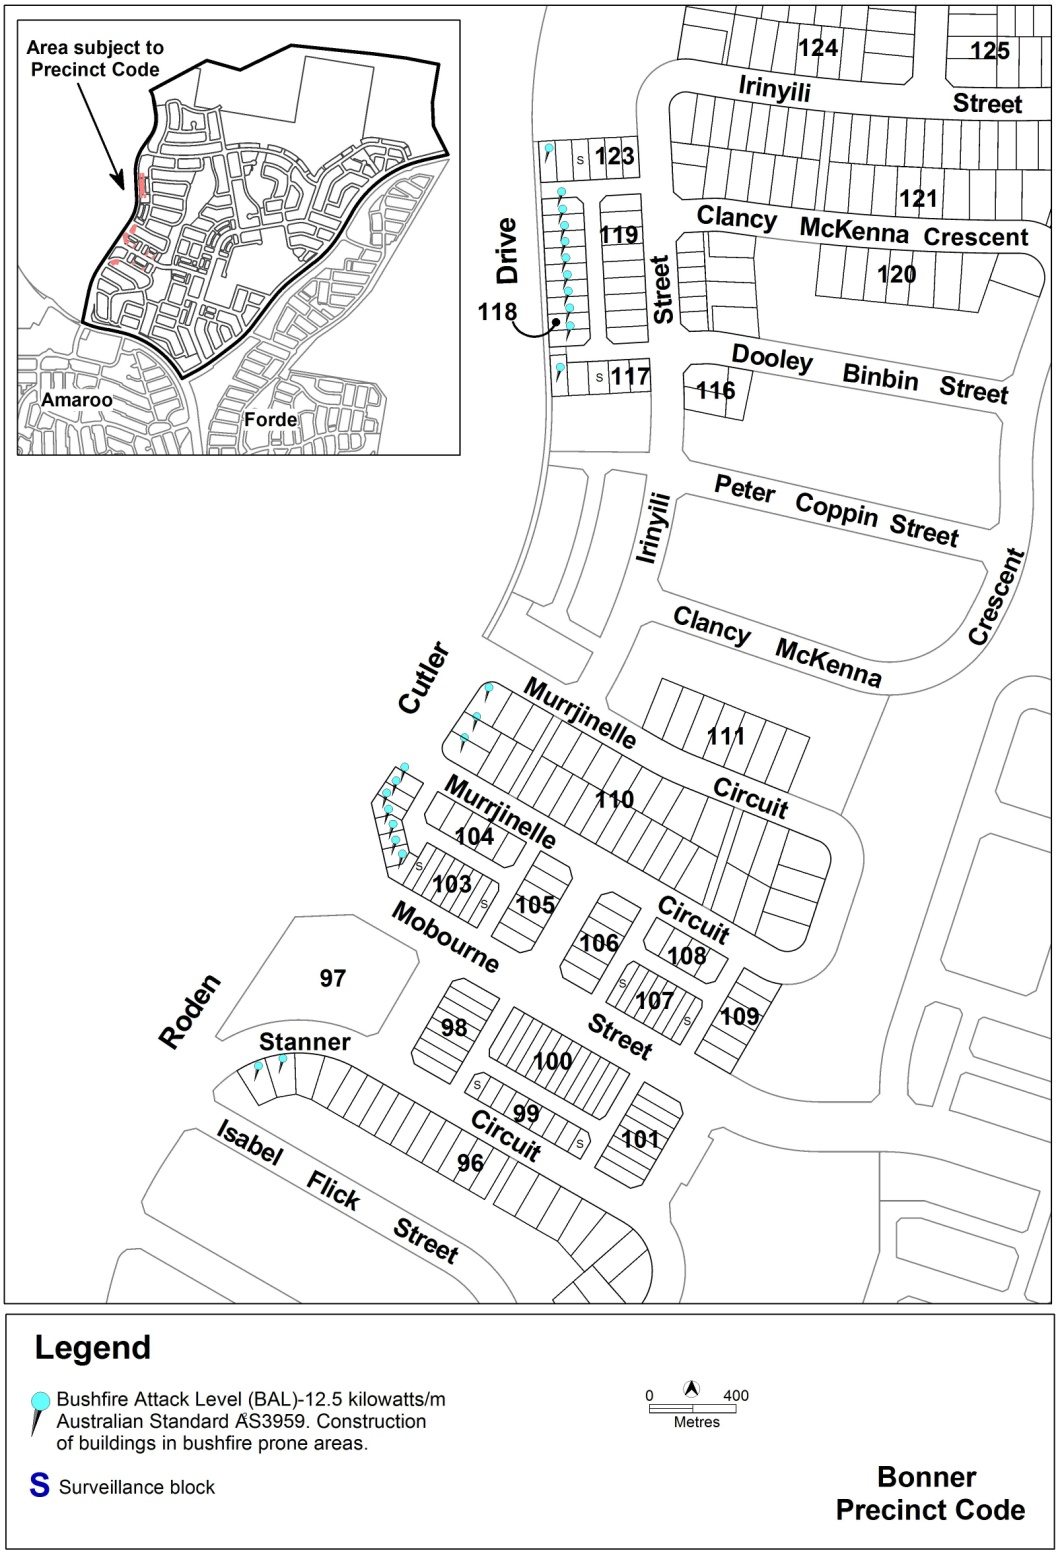 Area subject to
Precinct Code
Amaroo
Forde
124
125
Irinyili
Street
S
123
121
Clancy McKenna Crescent
119
120
Drive
Street
118
Dooley Binbin Street
S
117
116
Peter Coppin Street
Irinyili
Crescent
Clancy McKenna
Cutler
Murrjinelle
111
Circuit
110
Murrjinelle
104
S
103
S
105
Circuit
Mobourne
106
108
97
S
107
S
109
Roden
98
Street
Stanner
100
S
99
S
Circuit
101
96
Isabel Flick Street
Legend
Bushfire Attack Level (BAL)-12.5 kilowatts/m
2
Australian Standard AS3959. Construction
of buildings in bushfire prone areas.
S Surveillance block
0 400
Metres
Bonner
Precinct Code